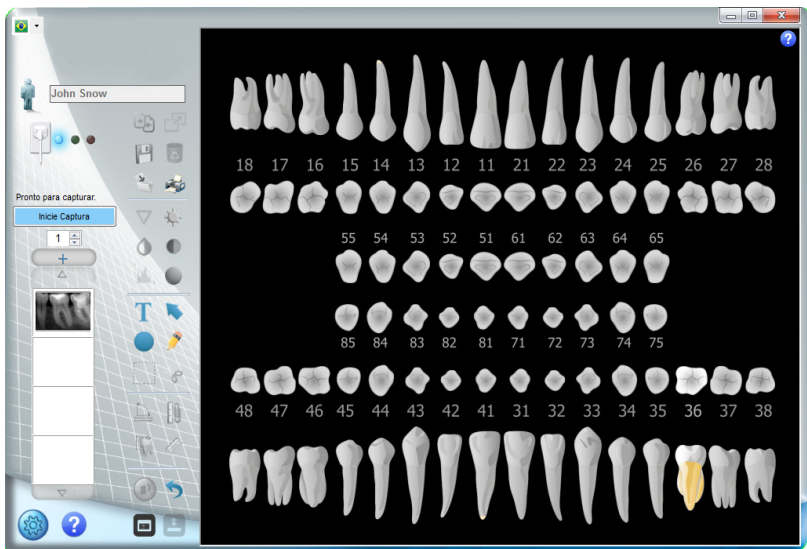 John Snow
Pronto para capturar.
Inicie Captura
1
18 17 16 15 14 13 12 11 21 22 23 24 25 26 27 28
55 54 53 52 51 61 62 63 64 65
85 84 83 82 81 71 72 73 74 75
48 47 46 45 44 43 42 41 31 32 33 34 35 36 37 38
T
?
?